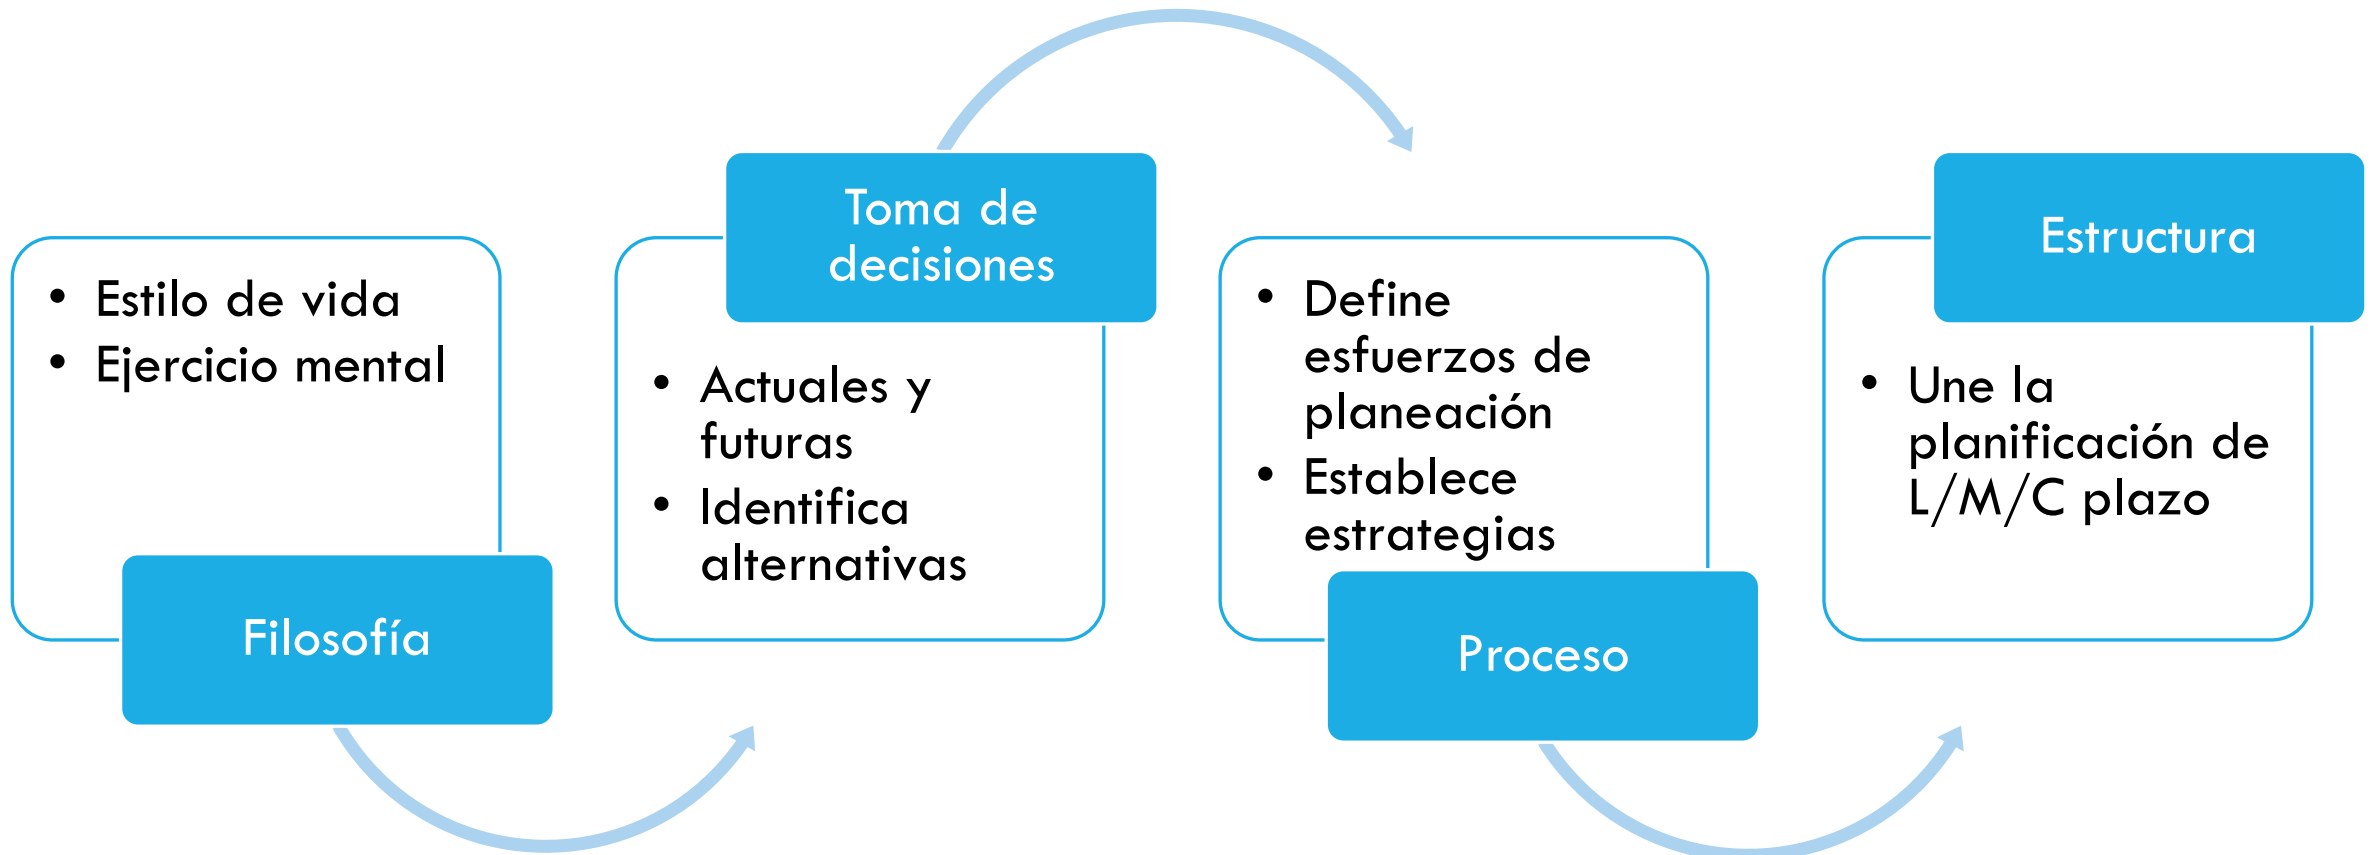 • Estilo de vida
• Ejercicio mental
Filosofía
Toma de
decisiones
• Actuales y
futuras
• Identifica
alternativas
• Define
esfuerzos de
planeación
• Establece
estrategias
Proceso
Estructura
• Une la
planificación de
L/M/C plazo